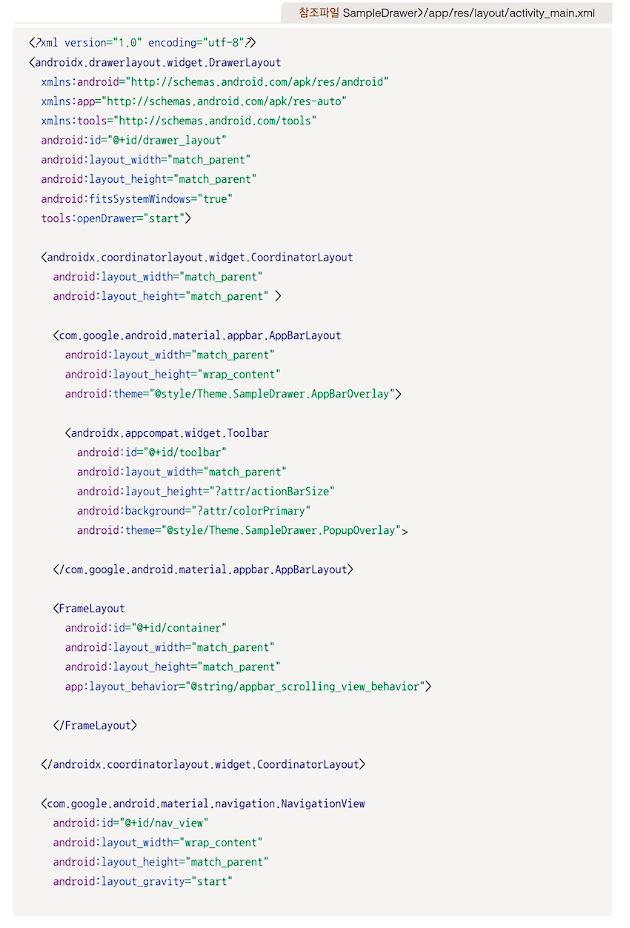 참조파일 SampleDrawer>/app/res/layout/activity_main.xml
<?xml version="1.0" encoding="utf-8"?>
<androidx.drawerlayout.widget.DrawerLayout
xmlns:android="http://schemas.android.com/apk/res/android"
xmlns:app="http://schemas.android.com/apk/res-auto"
xmlns:tools="http://schemas.android.com/tools"
android:id="@+id/drawer_layout"
android:layout_width="match_parent"
android:layout_height="match_parent"
android:fitsSystemWindows="true"
tools:openDrawer="start">
<androidx.coordinatorlayout.widget.CoordinatorLayout
android:layout_width="match_parent"
android:layout_height="match_parent" >
<com.google.android.material.appbar.AppBarLayout
android:layout_width="match_parent"
android:layout_height="wrap_content"
android:theme="@style/Theme.SampleDrawer.AppBarOverlay">
<androidx.appcompat.widget.Toolbar
android:id="@+id/toolbar"
android:layout_width="match_parent"
android:layout_height="?attr/actionBarSize"
android:background="?attr/colorPrimary"
android:theme="@style/Theme.SampleDrawer.PopupOverlay">
</com.google.android.material.appbar.AppBarLayout>
<FrameLayout
android:id="@+id/container"
android:layout_width="match_parent"
android:layout_height="match_parent"
app:layout_behavior="@string/appbar_scrolling_view_behavior">
</FrameLayout>
</androidx.coordinatorlayout.widget.CoordinatorLayout>
<com.google.android.material.navigation.NavigationView
android:id="@+id/nav_view"
android:layout_width="wrap_content"
android:layout_height="match_parent"
android:layout_gravity="start"